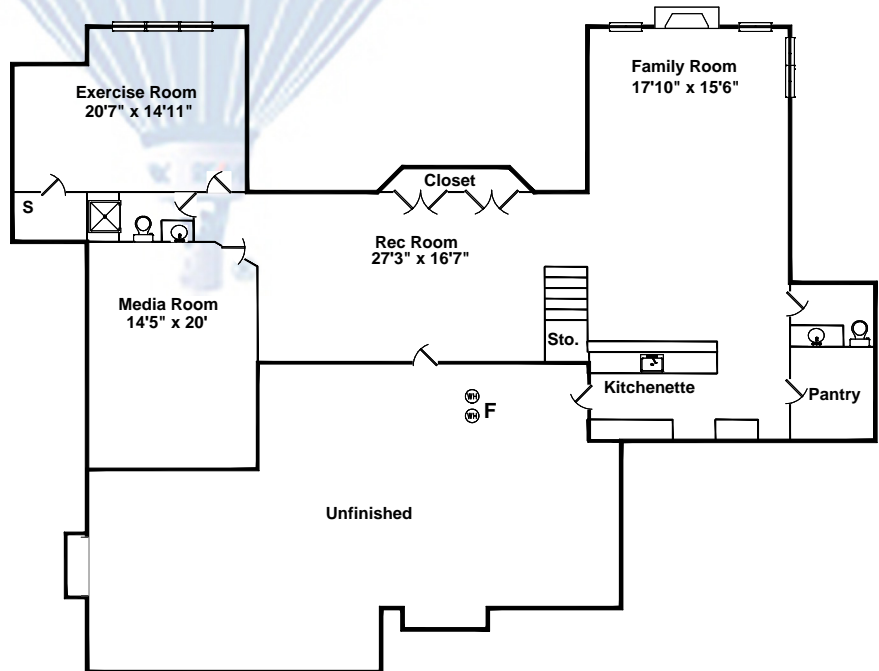 Exercise Room
20'7" x 14'11"
Family Room
17'10" x 15'6"
Closet
S
Rec Room
27'3" x 16'7"
Media Room
14'5" x 20'
Sto.
Kitchenette
Pantry
WH
WH
F
Unfinished